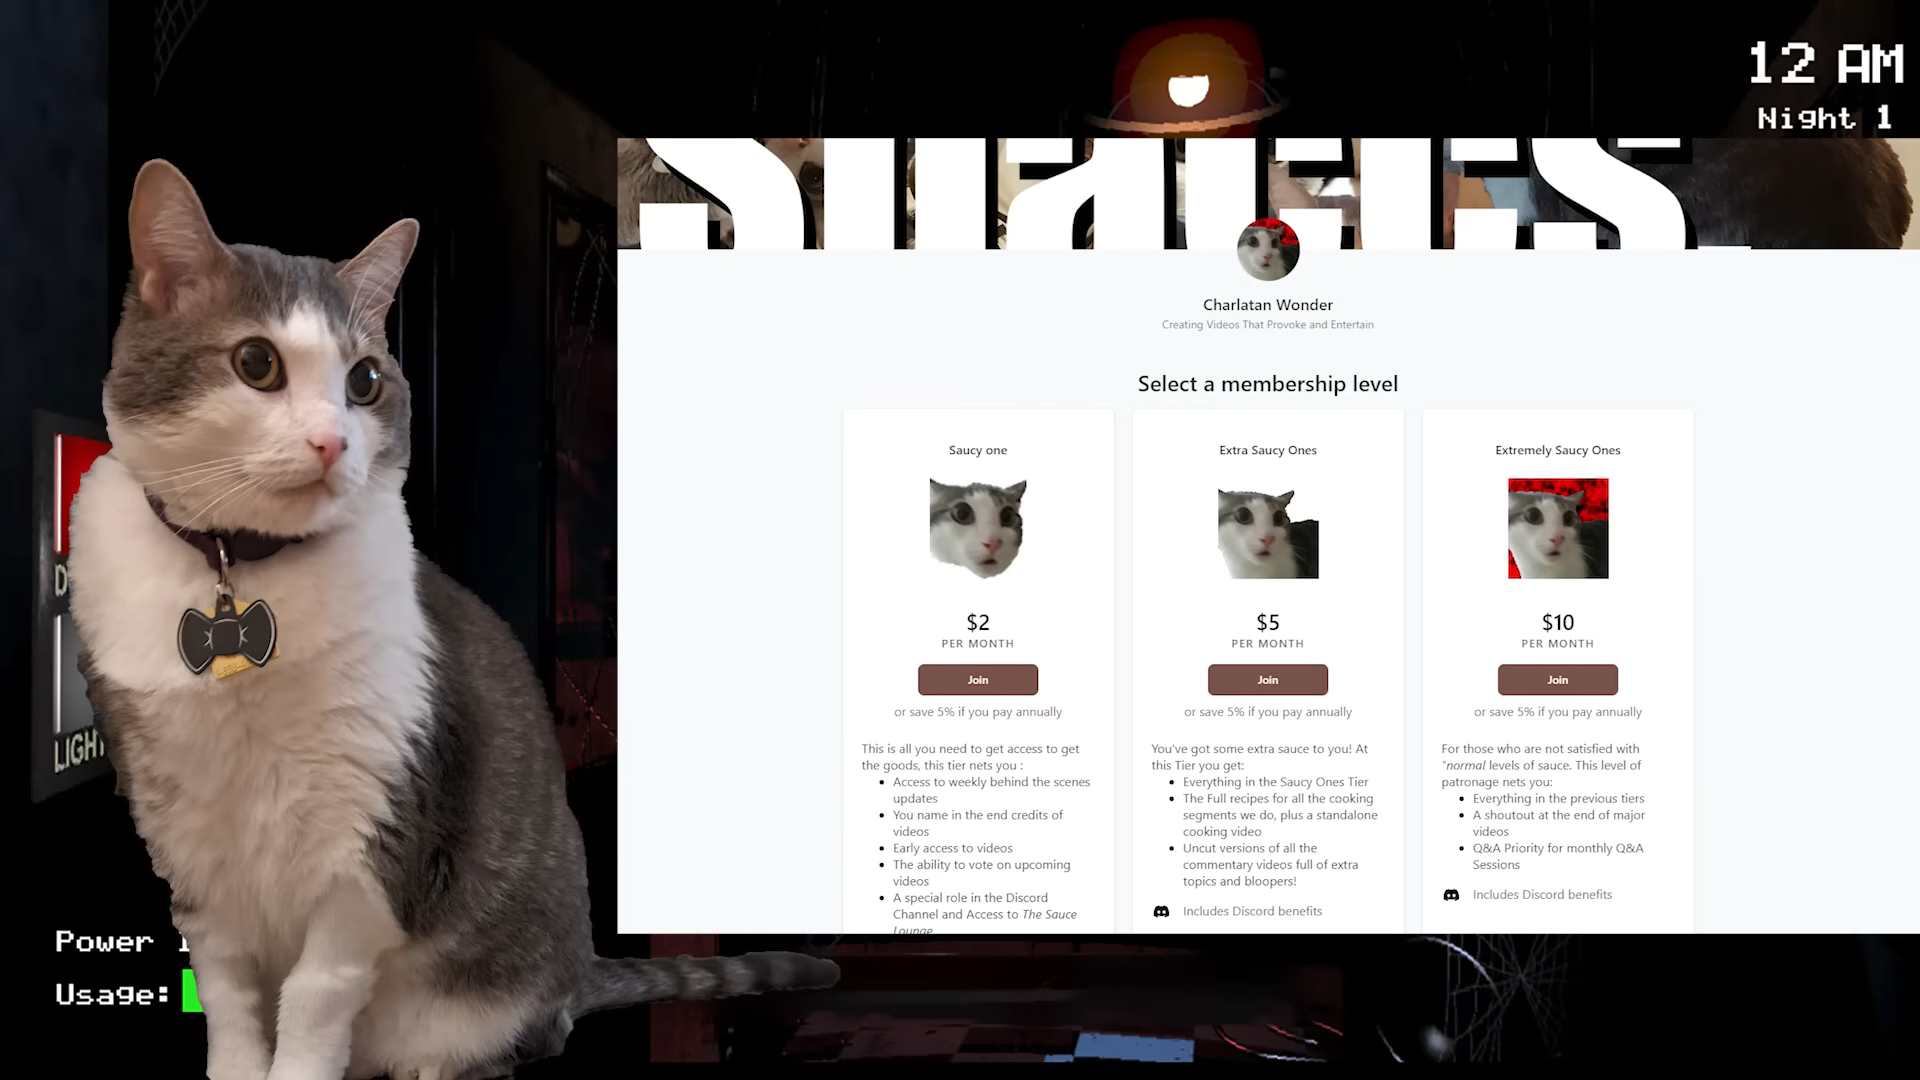 12 AM
Night 1
Charlatan Wonder
Creating Videos That Provoke and Entertain
Select a membership level
Saucy one
$2
PER MONTH
Join
or save 5% if you pay annually
This is all you need to get access to get
the goods, this tier nets you :
Access to weekly behind the scenes
updates
You name in the end credits of
videos
Early access to videos
The ability to vote on upcoming
videos
A special role in the Discord
Channel and Access to The Sauce
Lounge
Extra Saucy Ones
$5
PER MONTH
Join
or save 5% if you pay annually
You've got some extra sauce to you! At
this Tier you get:
Everything in the Saucy Ones Tier
The Full recipes for all the cooking
segments we do, plus a standalone
cooking video
Uncut versions of all the
commentary videos full of extra
topics and bloopers!
Includes Discord benefits
Extremely Saucy Ones
$10
PER MONTH
Join
or save 5% if you pay annually
For those who are not satisfied with
"normal levels of sauce. This level of
patronage nets you:
Everything in the previous tiers
A shoutout at the end of major
videos
Q&A Priority for monthly Q&A
Sessions
Includes Discord benefits
LIGHT
Power
Usage: